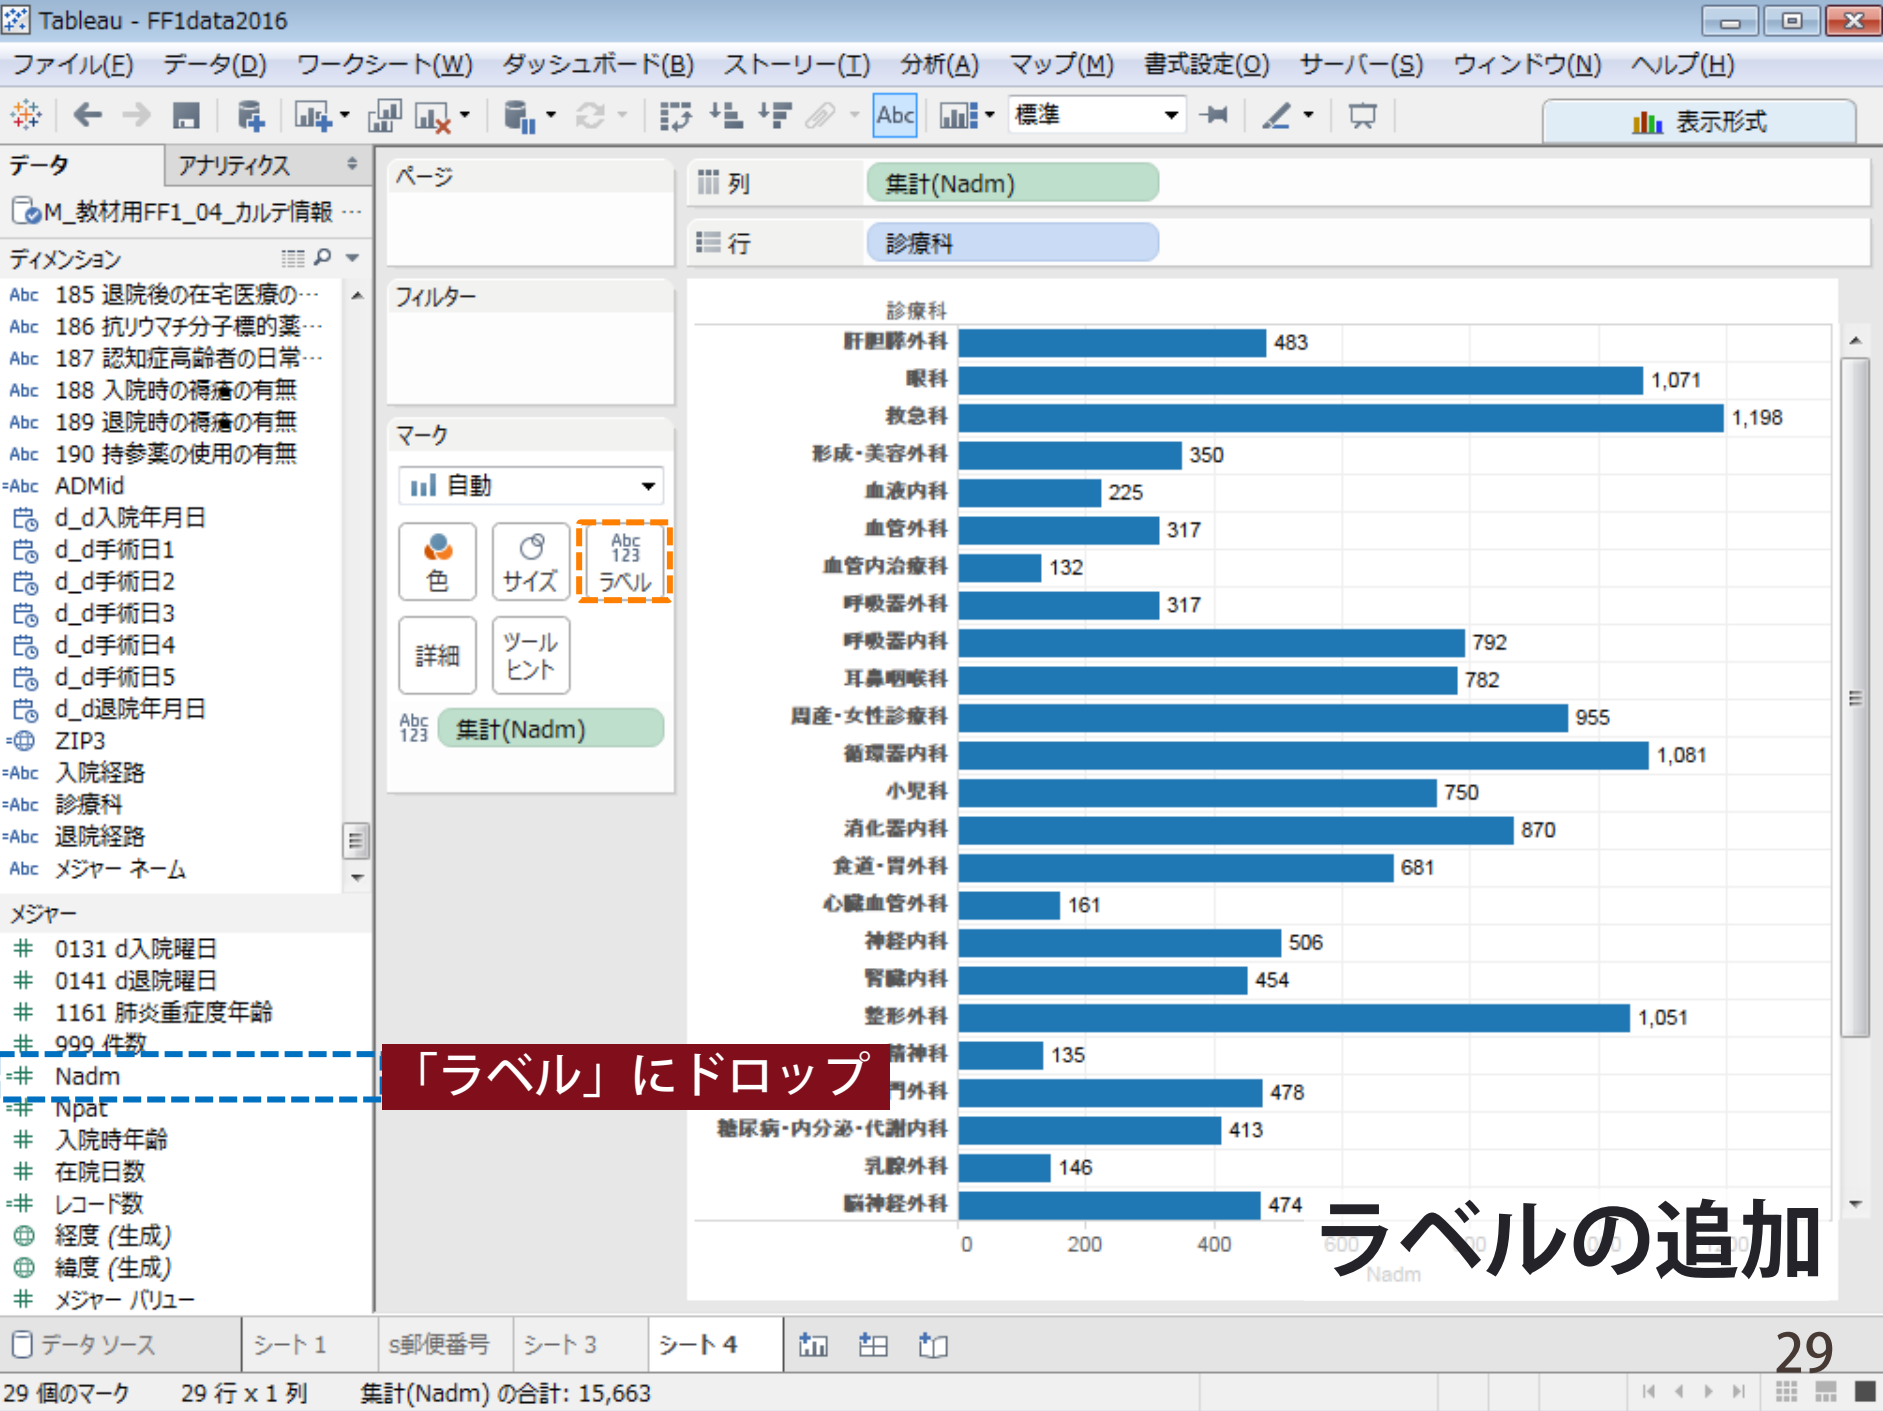 Tableau - FF1data2016
ファイル(F) データ(D) ワークシート(W) ダッシュボード(B) ストーリー(T) 分析(A) マップ(M) 書式設定(O) サーバー(S) ウィンドウ(N) ヘルプ(H)
Abc 標準 表示形式
データ アナリティクス
M_教材用FF1_04_カルテ情報 …
ディメンション
Abc 185 退院後の在宅医療の…
Abc 186 抗リウマチ分子標的薬…
Abc 187 認知症高齢者の日常…
Abc 188 入院時の褥瘡の有無
Abc 189 退院時の褥瘡の有無
Abc 190 持参薬の使用の有無
=Abc ADMid
d_d入院年月日
d_d手術日1
d_d手術日2
d_d手術日3
d_d手術日4
d_d手術日5
d_d退院年月日
ZIP3
=Abc 入院経路
=Abc 診療科
=Abc 退院経路
Abc メジャー ネーム
メジャー
# 0131 d入院曜日
# 0141 d退院曜日
# 1161 肺炎重症度年齢
# 999 件数
=# Nadm
=# Npat
# 入院時年齢
# 在院日数
=# レコード数
経度 (生成)
緯度 (生成)
# メジャー バリュー
ページ
フィルター
マーク
自動
色
サイズ
Abc
123
ラベル
詳細
ツール
ヒント
Abc
123
集計(Nadm)
列 集計(Nadm)
行 診療科
診療科
肝胆膵外科 483
眼科 1,071
救急科 1,198
形成・美容外科 350
血液内科 225
血管外科 317
血管内治療科 132
呼吸器外科 317
呼吸器内科 792
耳鼻咽喉科 782
周産・女性診療科 955
循環器内科 1,081
小児科 750
消化器内科 870
食道・胃外科 681
心臓血管外科 161
神経内科 506
腎臓内科 454
整形外科 1,051
精神科 135
門外科 478
糖尿病・内分泌・代謝内科 413
乳腺外科 146
脳神経外科 474
0 200 400 600
Nadm
「ラベル」にドロップ
ラベルの追加
データ ソース シート 1 s郵便番号 シート 3 シート 4
29
29 個のマーク 29 行 x 1 列 集計(Nadm) の合計: 15,663